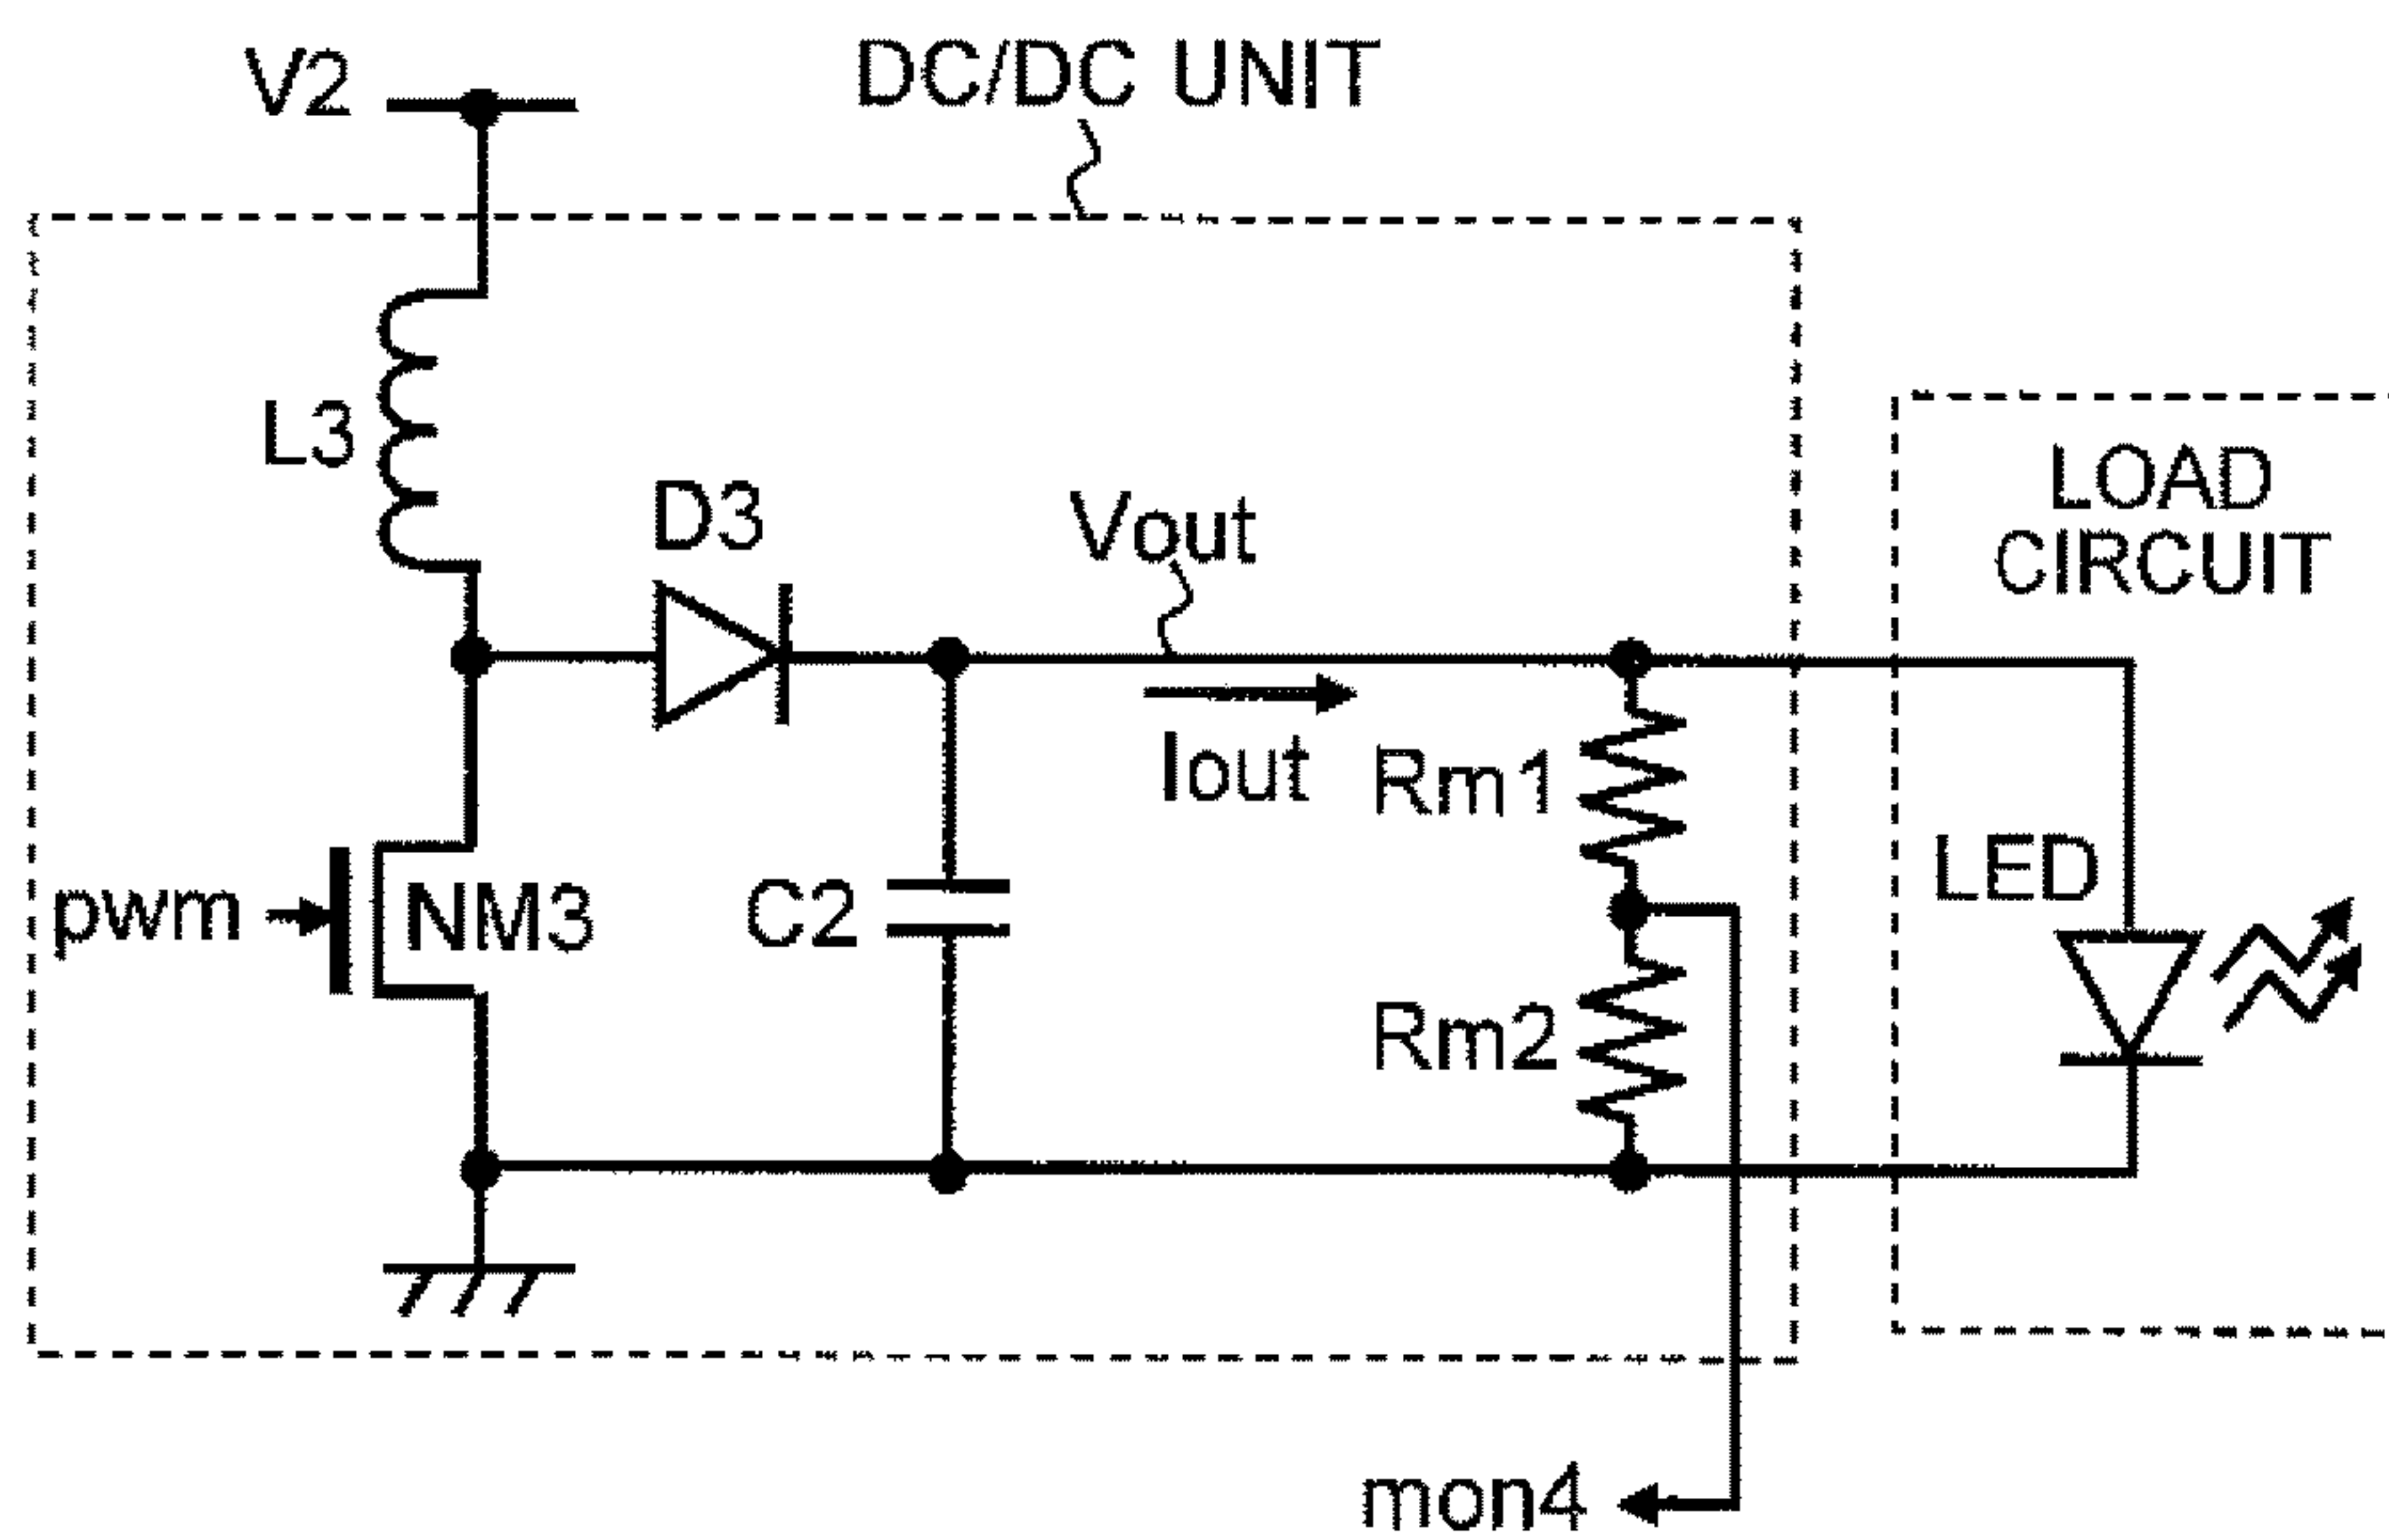 V2
DC/DC UNIT
L3
D3
Vout
LOAD
CIRCUIT
Iout
Rm1
LED
pwm
NM3
C2
Rm2
mon4